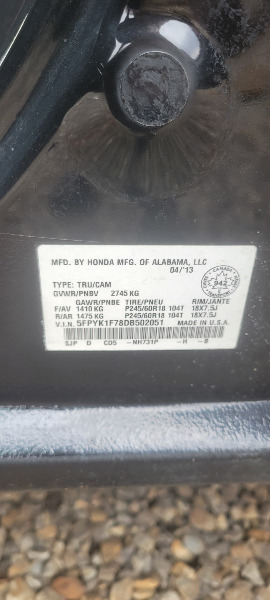 MFD. BY HONDA MFG. OF ALABAMA, LLC
04/'13
TYPE: TRU/CAM
GVWR/PNBV 2745 KG
GAWR/PNBE TIRE/PNEU RIM/JANTE
F/AV 1410 KG P245/60R18 104T 18X7.5J
R/AR 1475 KG P245/60R18 104T 18X7.5J
V.I.N. 5FPYK1F78DB502051 MADE IN U.S.A.
SJP D C05 -NH731P -H -B
CANADA
942